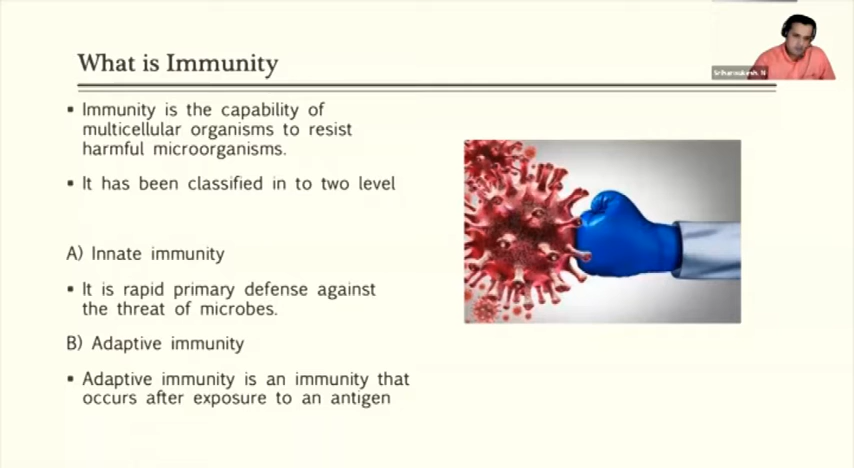 What is Immunity
▪ Immunity is the capability of
multicellular organisms to resist
harmful microorganisms.
▪ It has been classified in to two level
A) Innate immunity
▪ It is rapid primary defense against
the threat of microbes.
B) Adaptive immunity
▪ Adaptive immunity is an immunity that
occurs after exposure to an antigen